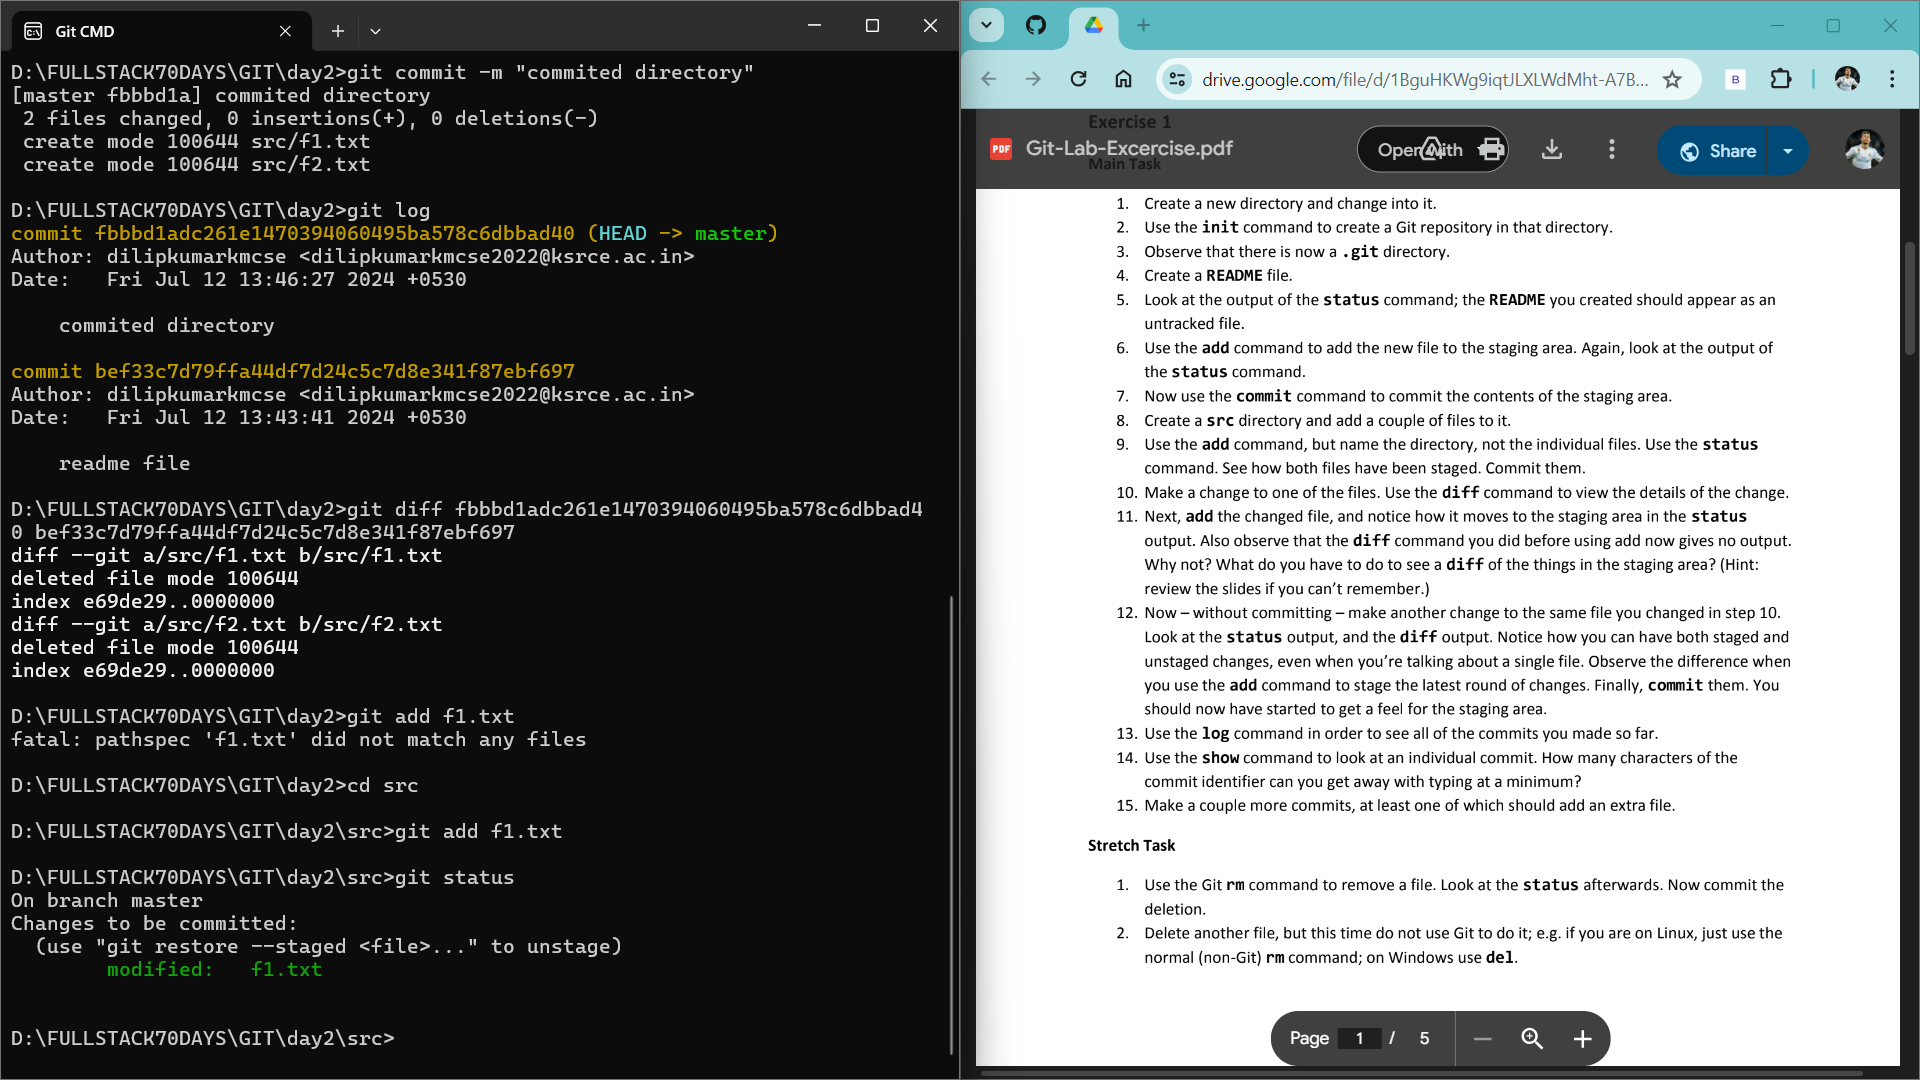 Git CMD
D:\FULLSTACK70DAYS\GIT\day2>git commit -m "commited directory"
[master fbbbd1a] commited directory
2 files changed, 0 insertions(+), 0 deletions(-)
create mode 100644 src/f1.txt
create mode 100644 src/f2.txt
D:\FULLSTACK70DAYS\GIT\day2>git log
commit fbbbd1adc261e1470394060495ba578c6dbbad40 (HEAD -> master)
Author: dilipkumarkmcse <dilipkumarkmcse2022@ksrce.ac.in>
Date:   Fri Jul 12 13:46:27 2024 +0530
commited directory
commit bef33c7d79ffa44df7d24c5c7d8e341f87ebf697
Author: dilipkumarkmcse <dilipkumarkmcse2022@ksrce.ac.in>
Date:   Fri Jul 12 13:43:41 2024 +0530
readme file
D:\FULLSTACK70DAYS\GIT\day2>git diff fbbbd1adc261e1470394060495ba578c6dbbad4
0 bef33c7d79ffa44df7d24c5c7d8e341f87ebf697
diff --git a/src/f1.txt b/src/f1.txt
deleted file mode 100644
index e69de29..0000000
diff --git a/src/f2.txt b/src/f2.txt
deleted file mode 100644
index e69de29..0000000
D:\FULLSTACK70DAYS\GIT\day2>git add f1.txt
fatal: pathspec 'f1.txt' did not match any files
D:\FULLSTACK70DAYS\GIT\day2>cd src
D:\FULLSTACK70DAYS\GIT\day2\src>git add f1.txt
D:\FULLSTACK70DAYS\GIT\day2\src>git status
On branch master
Changes to be committed:
(use "git restore --staged <file>..." to unstage)
modified:   f1.txt
D:\FULLSTACK70DAYS\GIT\day2\src>
drive.google.com/file/d/1BguHKWg9iqtJLXLWdMht-A7B...
B
Exercise 1
PDF Git-Lab-Excercise.pdf
Open with
Share
Main Task
1. Create a new directory and change into it.
2. Use the init command to create a Git repository in that directory.
3. Observe that there is now a .git directory.
4. Create a README file.
5. Look at the output of the status command; the README you created should appear as an
untracked file.
6. Use the add command to add the new file to the staging area. Again, look at the output of
the status command.
7. Now use the commit command to commit the contents of the staging area.
8. Create a src directory and add a couple of files to it.
9. Use the add command, but name the directory, not the individual files. Use the status
command. See how both files have been staged. Commit them.
10. Make a change to one of the files. Use the diff command to view the details of the change.
11. Next, add the changed file, and notice how it moves to the staging area in the status
output. Also observe that the diff command you did before using add now gives no output.
Why not? What do you have to do to see a diff of the things in the staging area? (Hint:
review the slides if you can’t remember.)
12. Now – without committing – make another change to the same file you changed in step 10.
Look at the status output, and the diff output. Notice how you can have both staged and
unstaged changes, even when you’re talking about a single file. Observe the difference when
you use the add command to stage the latest round of changes. Finally, commit them. You
should now have started to get a feel for the staging area.
13. Use the log command in order to see all of the commits you made so far.
14. Use the show command to look at an individual commit. How many characters of the
commit identifier can you get away with typing at a minimum?
15. Make a couple more commits, at least one of which should add an extra file.
Stretch Task
1. Use the Git rm command to remove a file. Look at the status afterwards. Now commit the
deletion.
2. Delete another file, but this time do not use Git to do it; e.g. if you are on Linux, just use the
normal (non-Git) rm command; on Windows use del.
Page 1 / 5